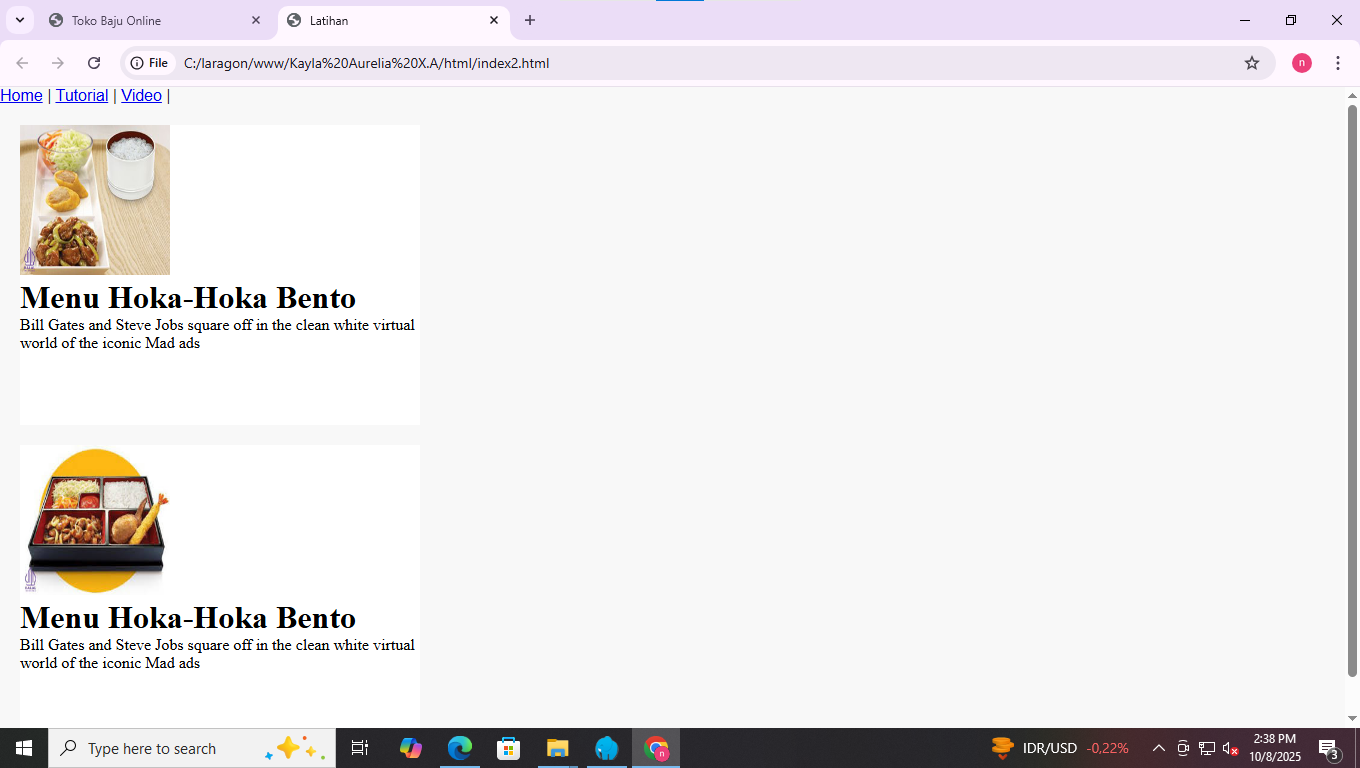 Toko Baju Online
Latihan
File
C:/laragon/www/Kayla%20Aurelia%20X.A/html/index2.html
n
Home | Tutorial | Video |
Menu Hoka-Hoka Bento
Bill Gates and Steve Jobs square off in the clean white virtual
world of the iconic Mad ads
Menu Hoka-Hoka Bento
Bill Gates and Steve Jobs square off in the clean white virtual
world of the iconic Mad ads
Type here to search
n
IDR/USD -0,22%
2:38 PM
10/8/2025
3